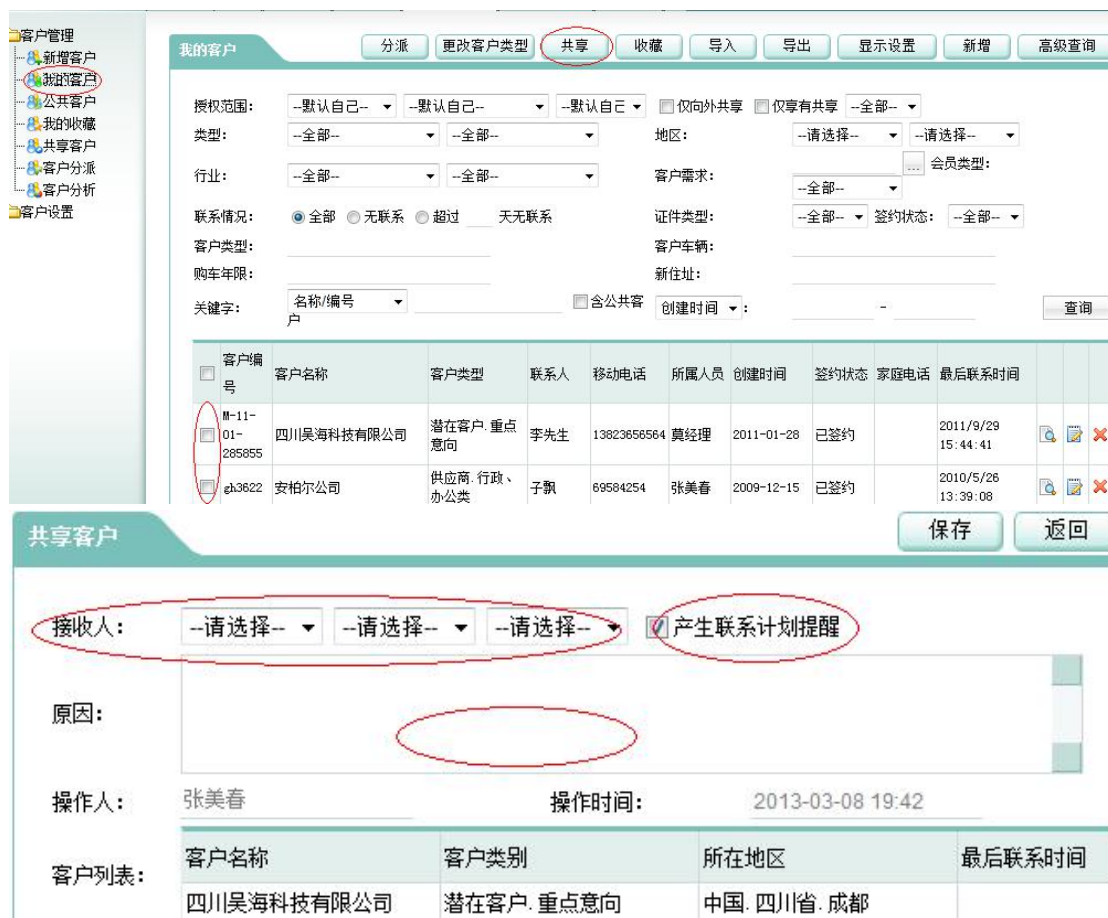 客户管理
新增客户
我的客户
公共客户
我的收藏
共享客户
客户分派
客户分析
客户设置
我的客户 分派 更改客户类型 共享 收藏 导入 导出 显示设置 新增 高级查询
授权范围: --默认自己-- --默认自己-- --默认自己 仅向外共享 仅享有共享 --全部--
类型: --全部-- --全部-- 地区: --请选择-- --请选择--
行业: --全部-- --全部-- 客户需求: ... 会员类型:
--全部--
联系情况: 全部 无联系 超过 天无联系 证件类型: --全部-- 签约状态: --全部--
客户类型: 客户车辆:
购车年限: 新住址:
关键字: 名称/编号 含公共客 创建时间 : - 查询
户
客户编号 客户名称 客户类型 联系人 移动电话 所属人员 创建时间 签约状态 家庭电话 最后联系时间
M-11-01-285855 四川吴海科技有限公司 潜在客户.重点意向 李先生 13823656564 莫经理 2011-01-28 已签约 2011/9/29 15:44:41
gh3622 安柏尔公司 供应商.行政、办公类 子飘 69584254 张美春 2009-12-15 已签约 2010/5/26 13:39:08
共享客户 保存 返回
接收人: --请选择-- --请选择-- --请选择-- 产生联系计划提醒
原因:
操作人: 张美春 操作时间: 2013-03-08 19:42
客户列表: 客户名称 客户类别 所在地区 最后联系时间
四川吴海科技有限公司 潜在客户.重点意向 中国.四川省.成都